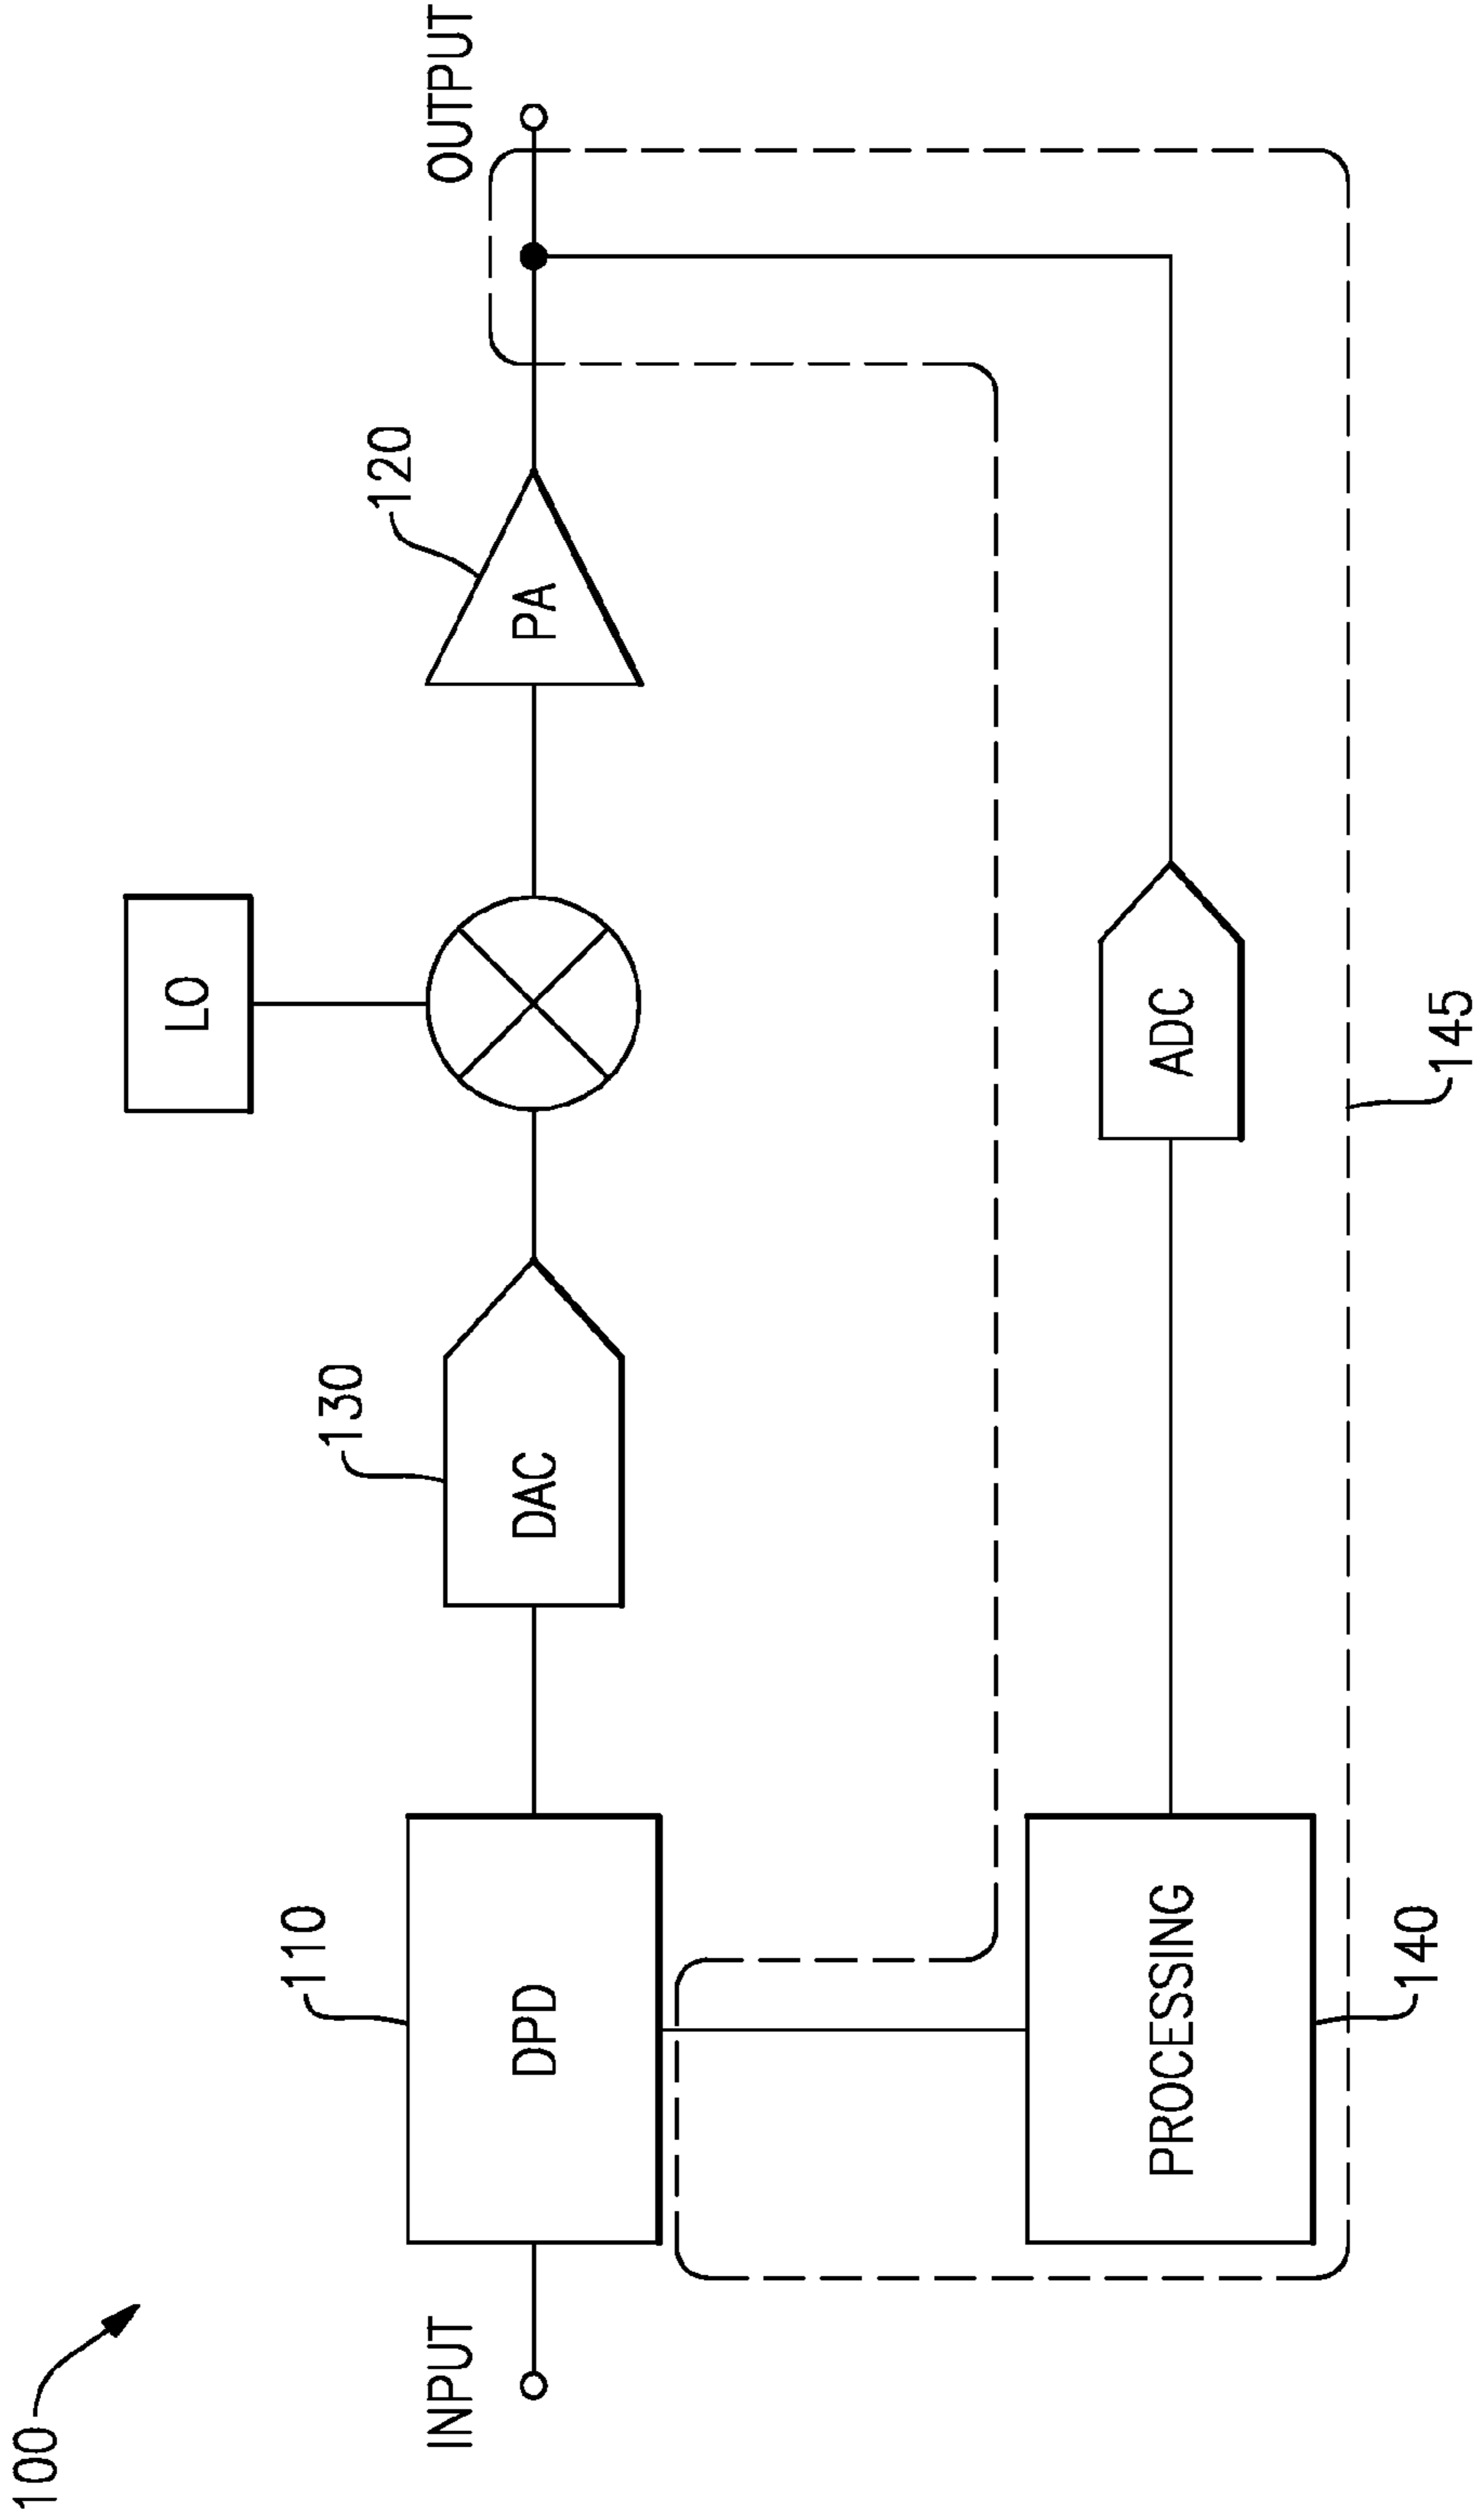 100
LO
INPUT
110
DPD
130
DAC
120
PA
OUTPUT
PROCESSING
140
ADC
145